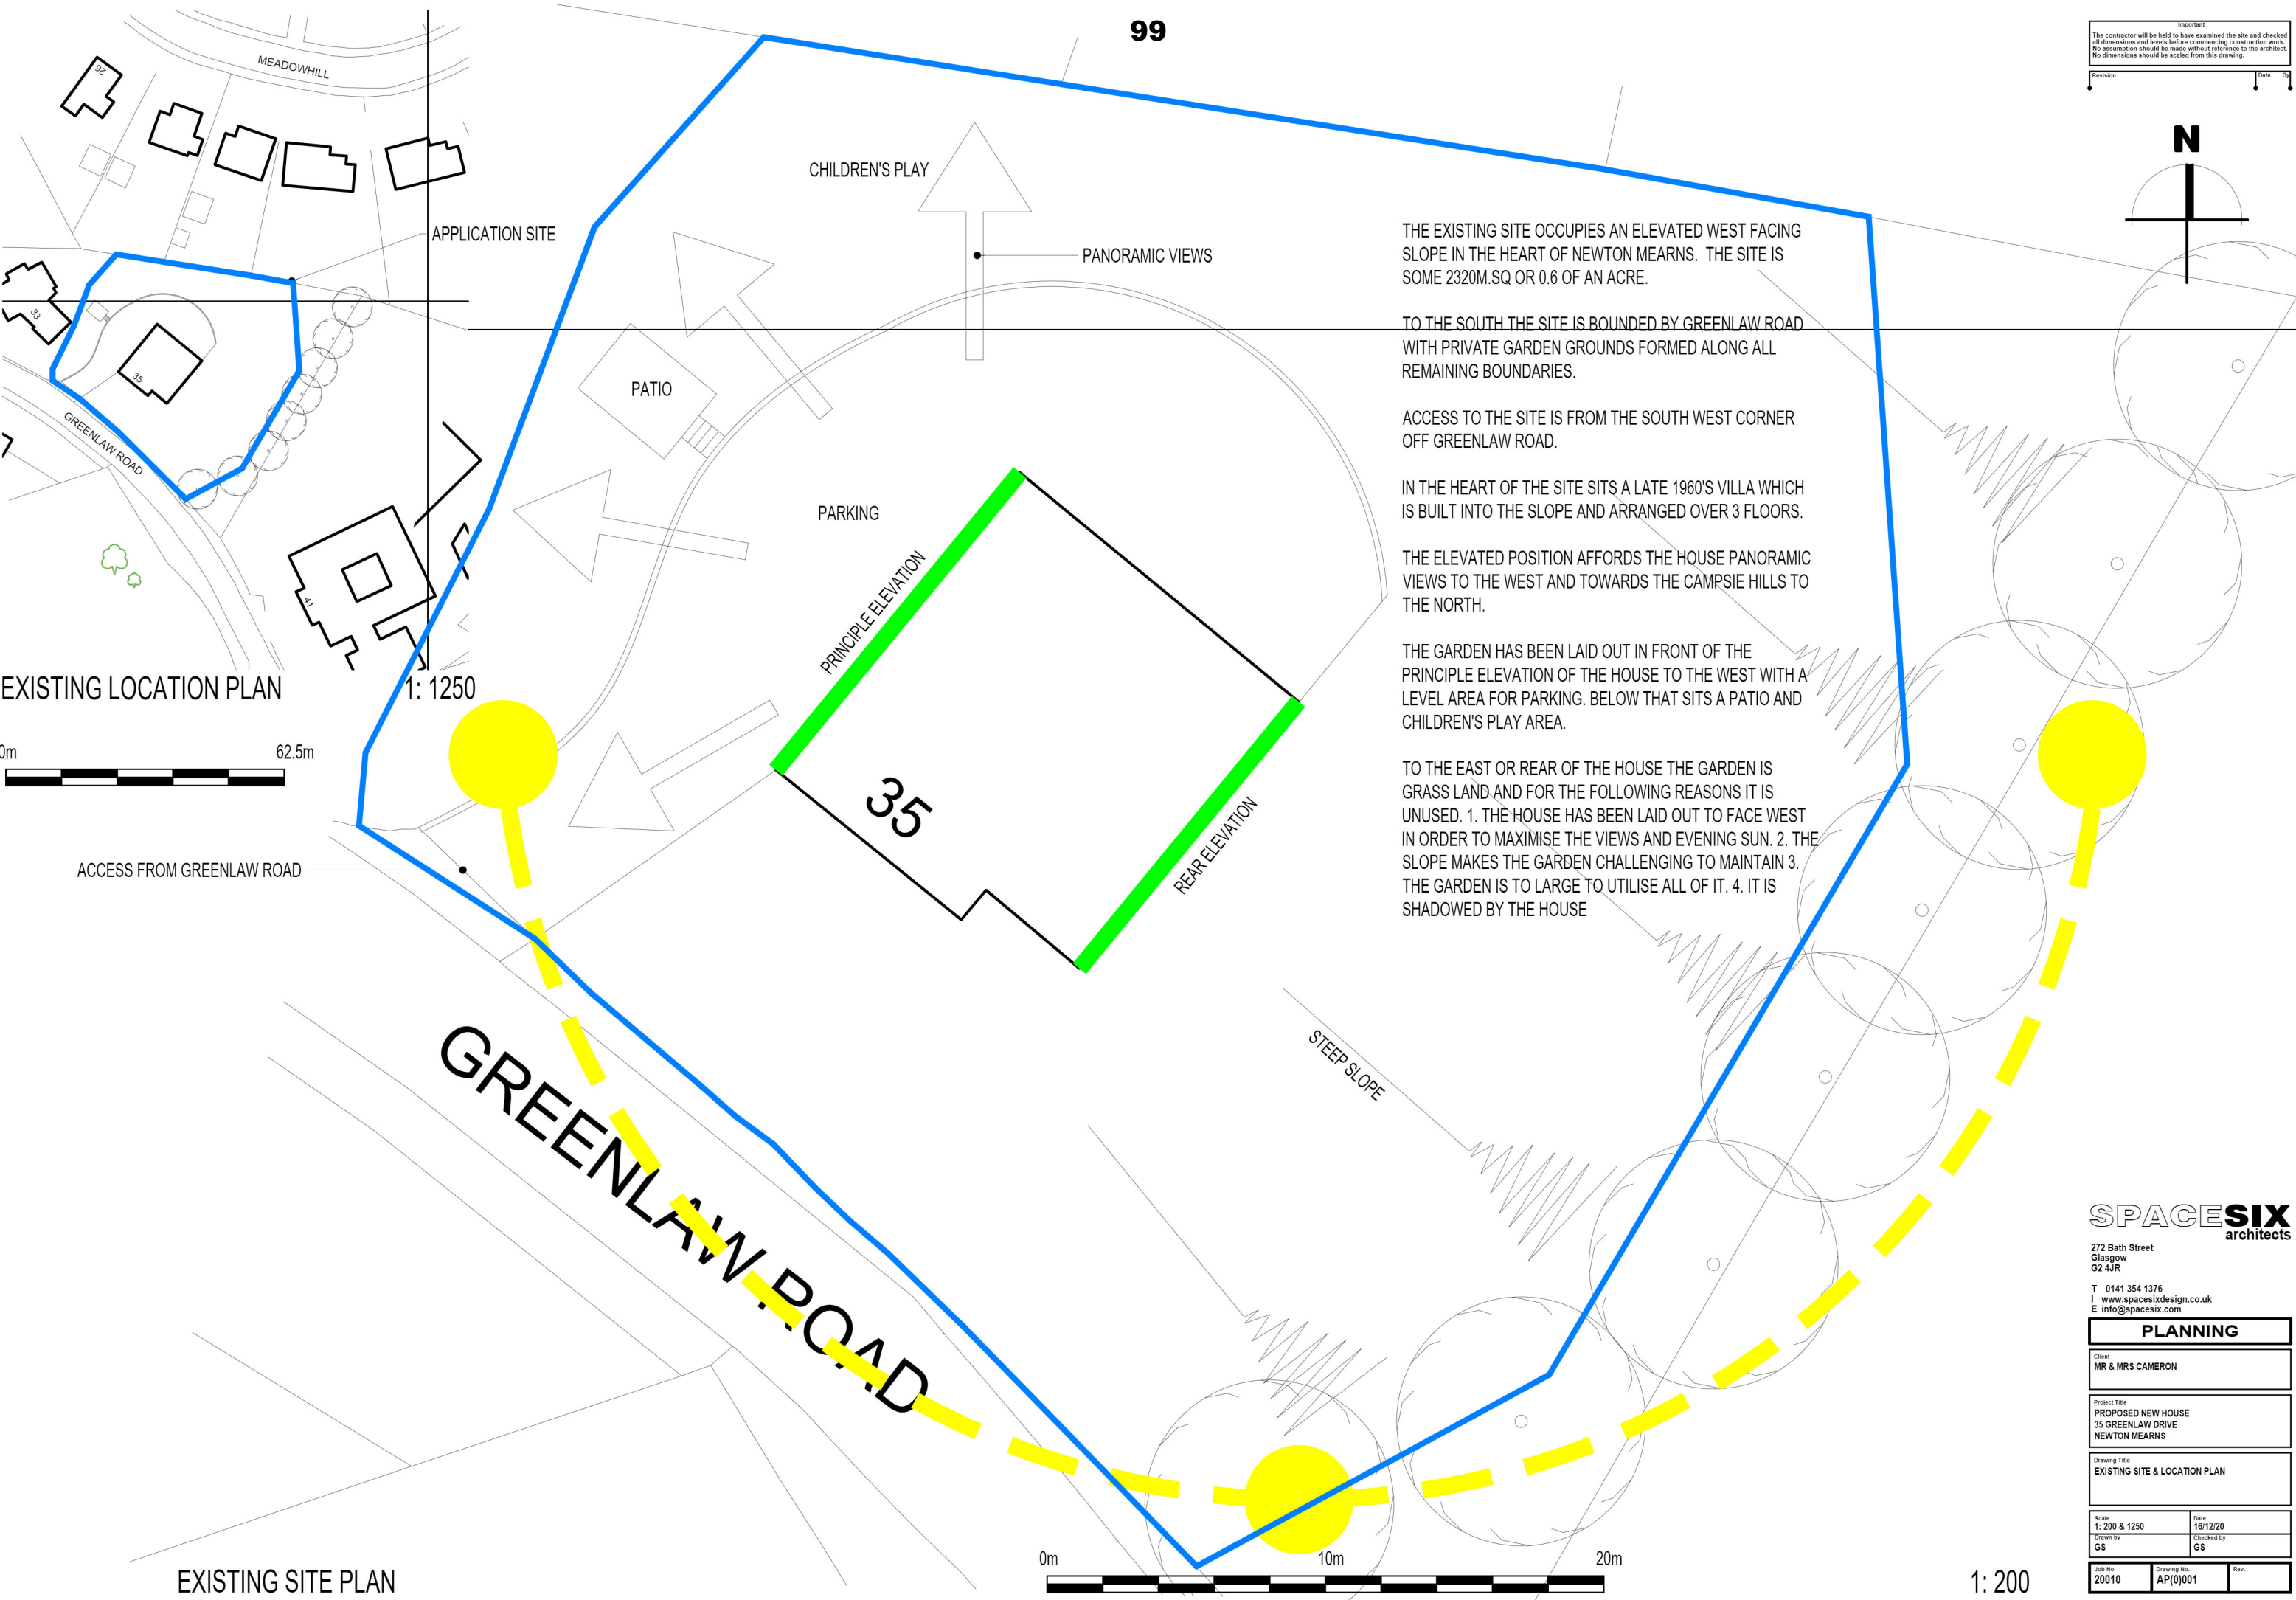 99
Important
The contractor will be held to have examined the site and checked
all dimensions and levels before commencing construction work.
No assumption should be made without reference to the architect.
No dimensions should be scaled from this drawing.
Revision
Date
By
N
MEADOWHILL
26
APPLICATION SITE
33
35
GREENLAW ROAD
41
EXISTING LOCATION PLAN
1: 1250
0m
62.5m
CHILDREN'S PLAY
PANORAMIC VIEWS
PATIO
PARKING
PRINCIPLE ELEVATION
35
REAR ELEVATION
ACCESS FROM GREENLAW ROAD
GREENLAW ROAD
STEEP SLOPE
THE EXISTING SITE OCCUPIES AN ELEVATED WEST FACING
SLOPE IN THE HEART OF NEWTON MEARNS. THE SITE IS
SOME 2320M.SQ OR 0.6 OF AN ACRE.
TO THE SOUTH THE SITE IS BOUNDED BY GREENLAW ROAD
WITH PRIVATE GARDEN GROUNDS FORMED ALONG ALL
REMAINING BOUNDARIES.
ACCESS TO THE SITE IS FROM THE SOUTH WEST CORNER
OFF GREENLAW ROAD.
IN THE HEART OF THE SITE SITS A LATE 1960'S VILLA WHICH
IS BUILT INTO THE SLOPE AND ARRANGED OVER 3 FLOORS.
THE ELEVATED POSITION AFFORDS THE HOUSE PANORAMIC
VIEWS TO THE WEST AND TOWARDS THE CAMPSIE HILLS TO
THE NORTH.
THE GARDEN HAS BEEN LAID OUT IN FRONT OF THE
PRINCIPLE ELEVATION OF THE HOUSE TO THE WEST WITH A
LEVEL AREA FOR PARKING. BELOW THAT SITS A PATIO AND
CHILDREN'S PLAY AREA.
TO THE EAST OR REAR OF THE HOUSE THE GARDEN IS
GRASS LAND AND FOR THE FOLLOWING REASONS IT IS
UNUSED. 1. THE HOUSE HAS BEEN LAID OUT TO FACE WEST
IN ORDER TO MAXIMISE THE VIEWS AND EVENING SUN. 2. THE
SLOPE MAKES THE GARDEN CHALLENGING TO MAINTAIN 3.
THE GARDEN IS TO LARGE TO UTILISE ALL OF IT. 4. IT IS
SHADOWED BY THE HOUSE
EXISTING SITE PLAN
0m
10m
20m
1: 200
SPACESIX
architects
272 Bath Street
Glasgow
G2 4JR
T 0141 354 1376
I www.spacesixdesign.co.uk
E info@spacesix.com
PLANNING
Client
MR & MRS CAMERON
Project Title
PROPOSED NEW HOUSE
35 GREENLAW DRIVE
NEWTON MEARNS
Drawing Title
EXISTING SITE & LOCATION PLAN
Scale
1: 200 & 1250
Date
16/12/20
Drawn by
GS
Checked by
GS
Job No.
20010
Drawing No.
AP(0)001
Rev.